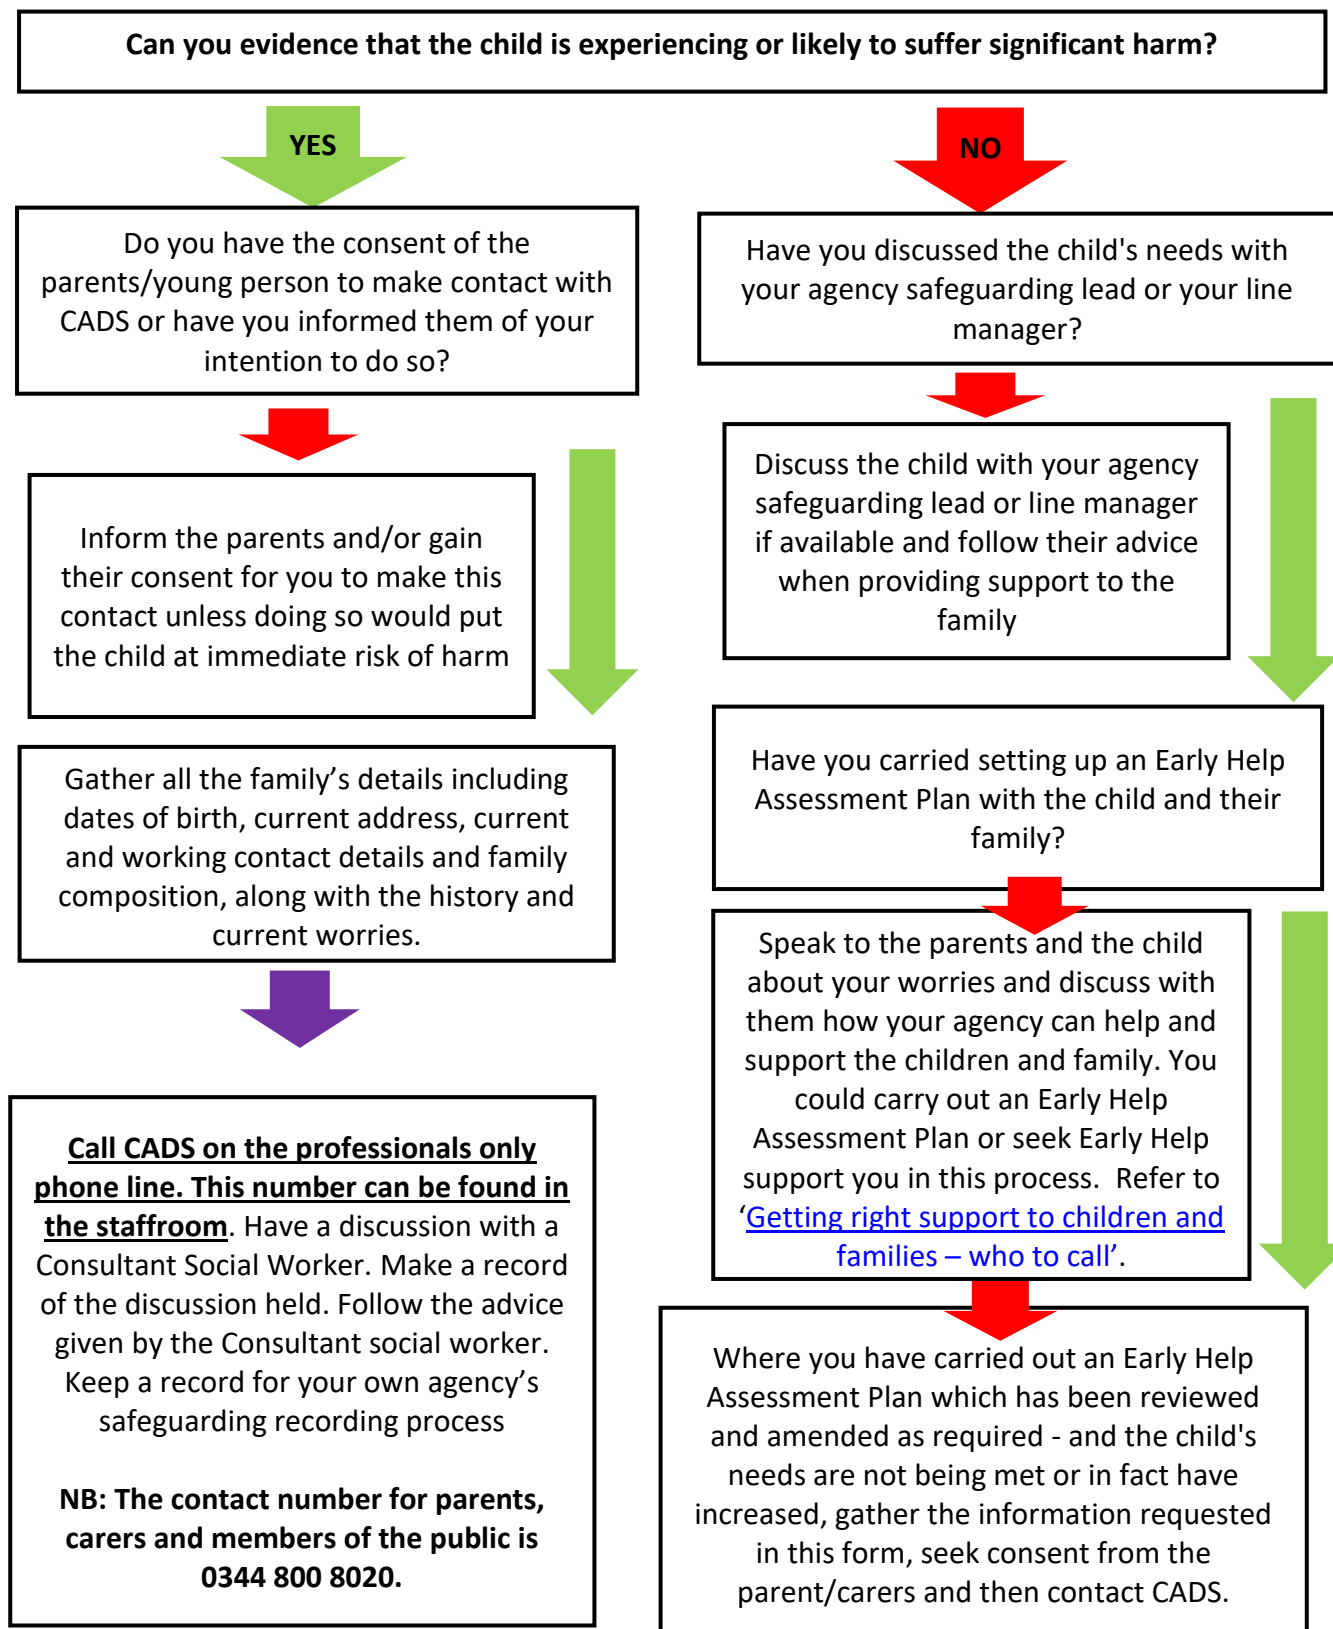 Can you evidence that the child is experiencing or likely to suffer significant harm?
YES
NO
Do you have the consent of the
parents/young person to make contact with
CADS or have you informed them of your
intention to do so?
Have you discussed the child's needs with
your agency safeguarding lead or your line
manager?
Inform the parents and/or gain
their consent for you to make this
contact unless doing so would put
the child at immediate risk of harm
Discuss the child with your agency
safeguarding lead or line manager
if available and follow their advice
when providing support to the
family
Gather all the family’s details including
dates of birth, current address, current
and working contact details and family
composition, along with the history and
current worries.
Have you carried setting up an Early Help
Assessment Plan with the child and their
family?
Speak to the parents and the child
about your worries and discuss with
them how your agency can help and
support the children and family. You
could carry out an Early Help
Assessment Plan or seek Early Help
support you in this process. Refer to
‘Getting right support to children and
families – who to call’.
Call CADS on the professionals only
phone line. This number can be found in
the staffroom. Have a discussion with a
Consultant Social Worker. Make a record
of the discussion held. Follow the advice
given by the Consultant social worker.
Keep a record for your own agency’s
safeguarding recording process
NB: The contact number for parents,
carers and members of the public is
0344 800 8020.
Where you have carried out an Early Help
Assessment Plan which has been reviewed
and amended as required - and the child's
needs are not being met or in fact have
increased, gather the information requested
in this form, seek consent from the
parent/carers and then contact CADS.